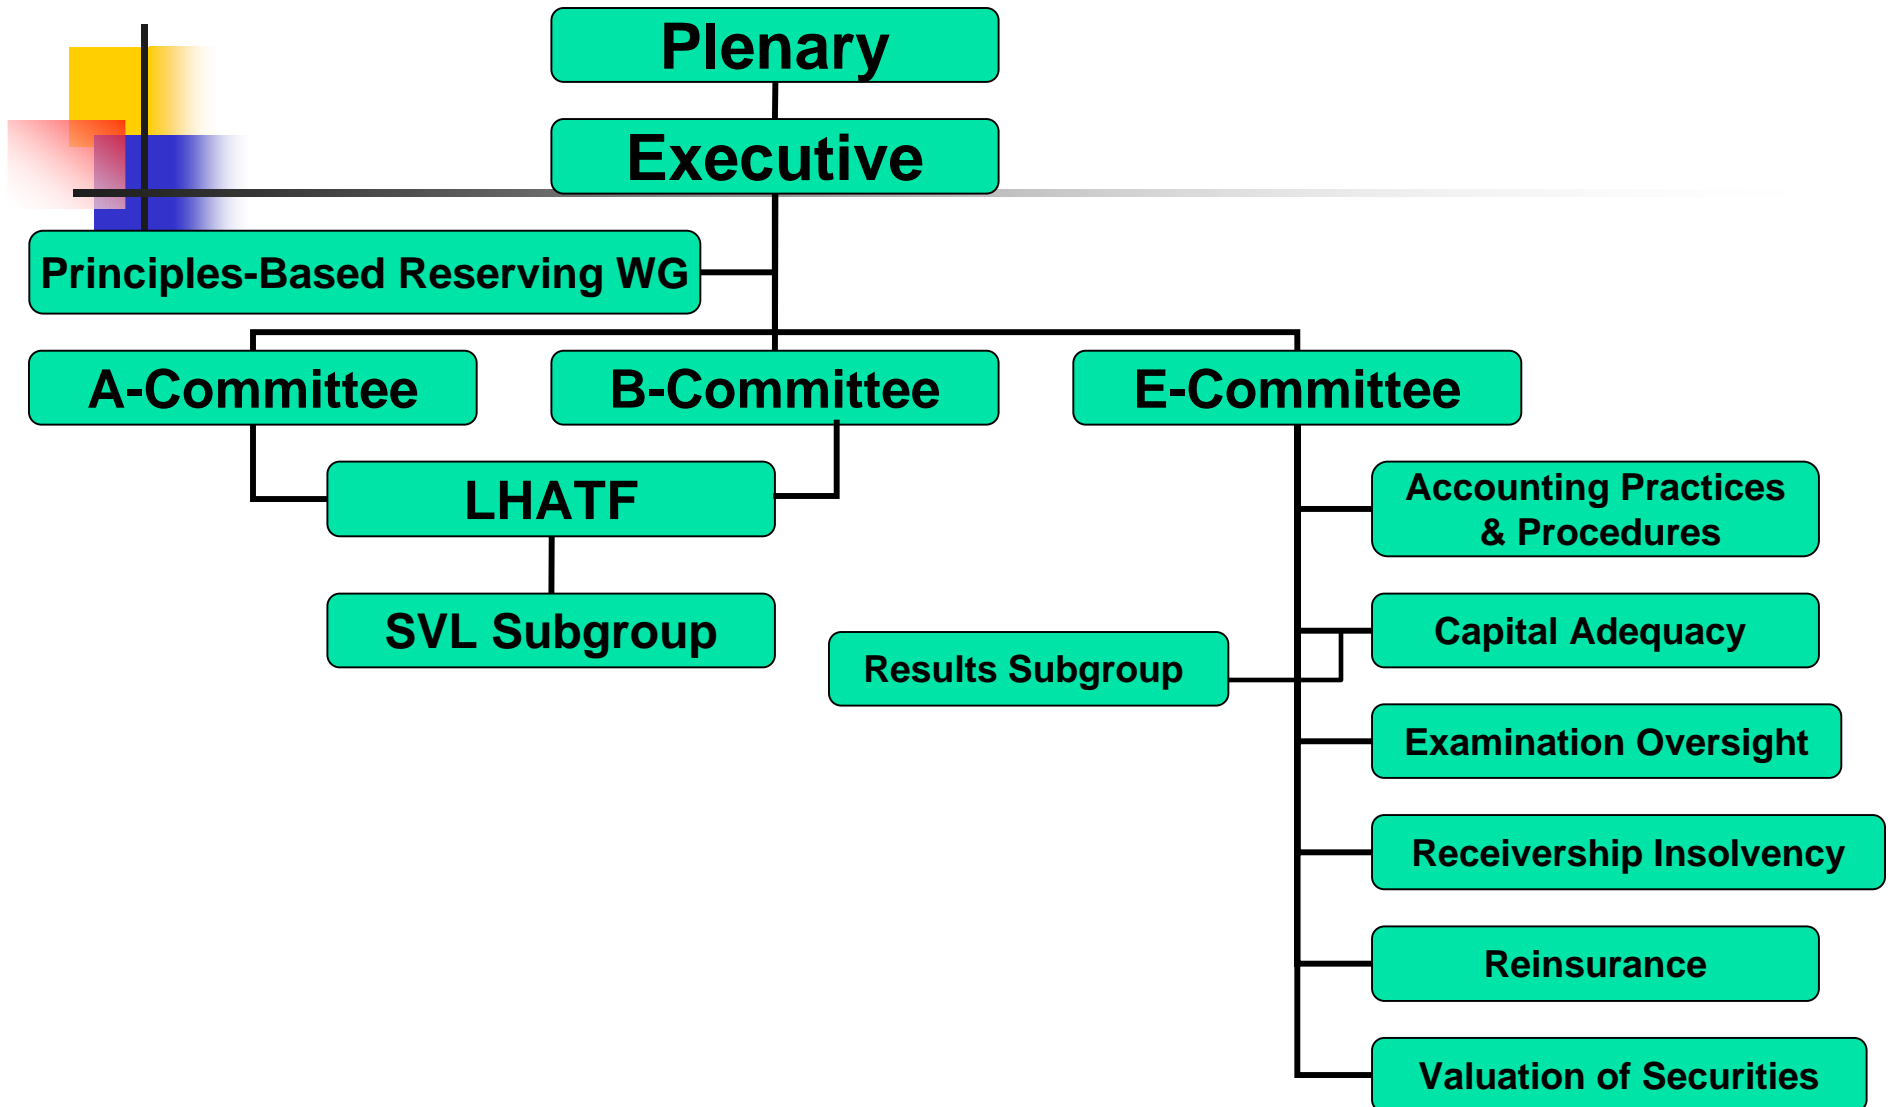 Plenary
Executive
Principles-Based Reserving WG
A-Committee
B-Committee
E-Committee
LHATF
SVL Subgroup
Accounting Practices
& Procedures
Capital Adequacy
Results Subgroup
Examination Oversight
Receivership Insolvency
Reinsurance
Valuation of Securities